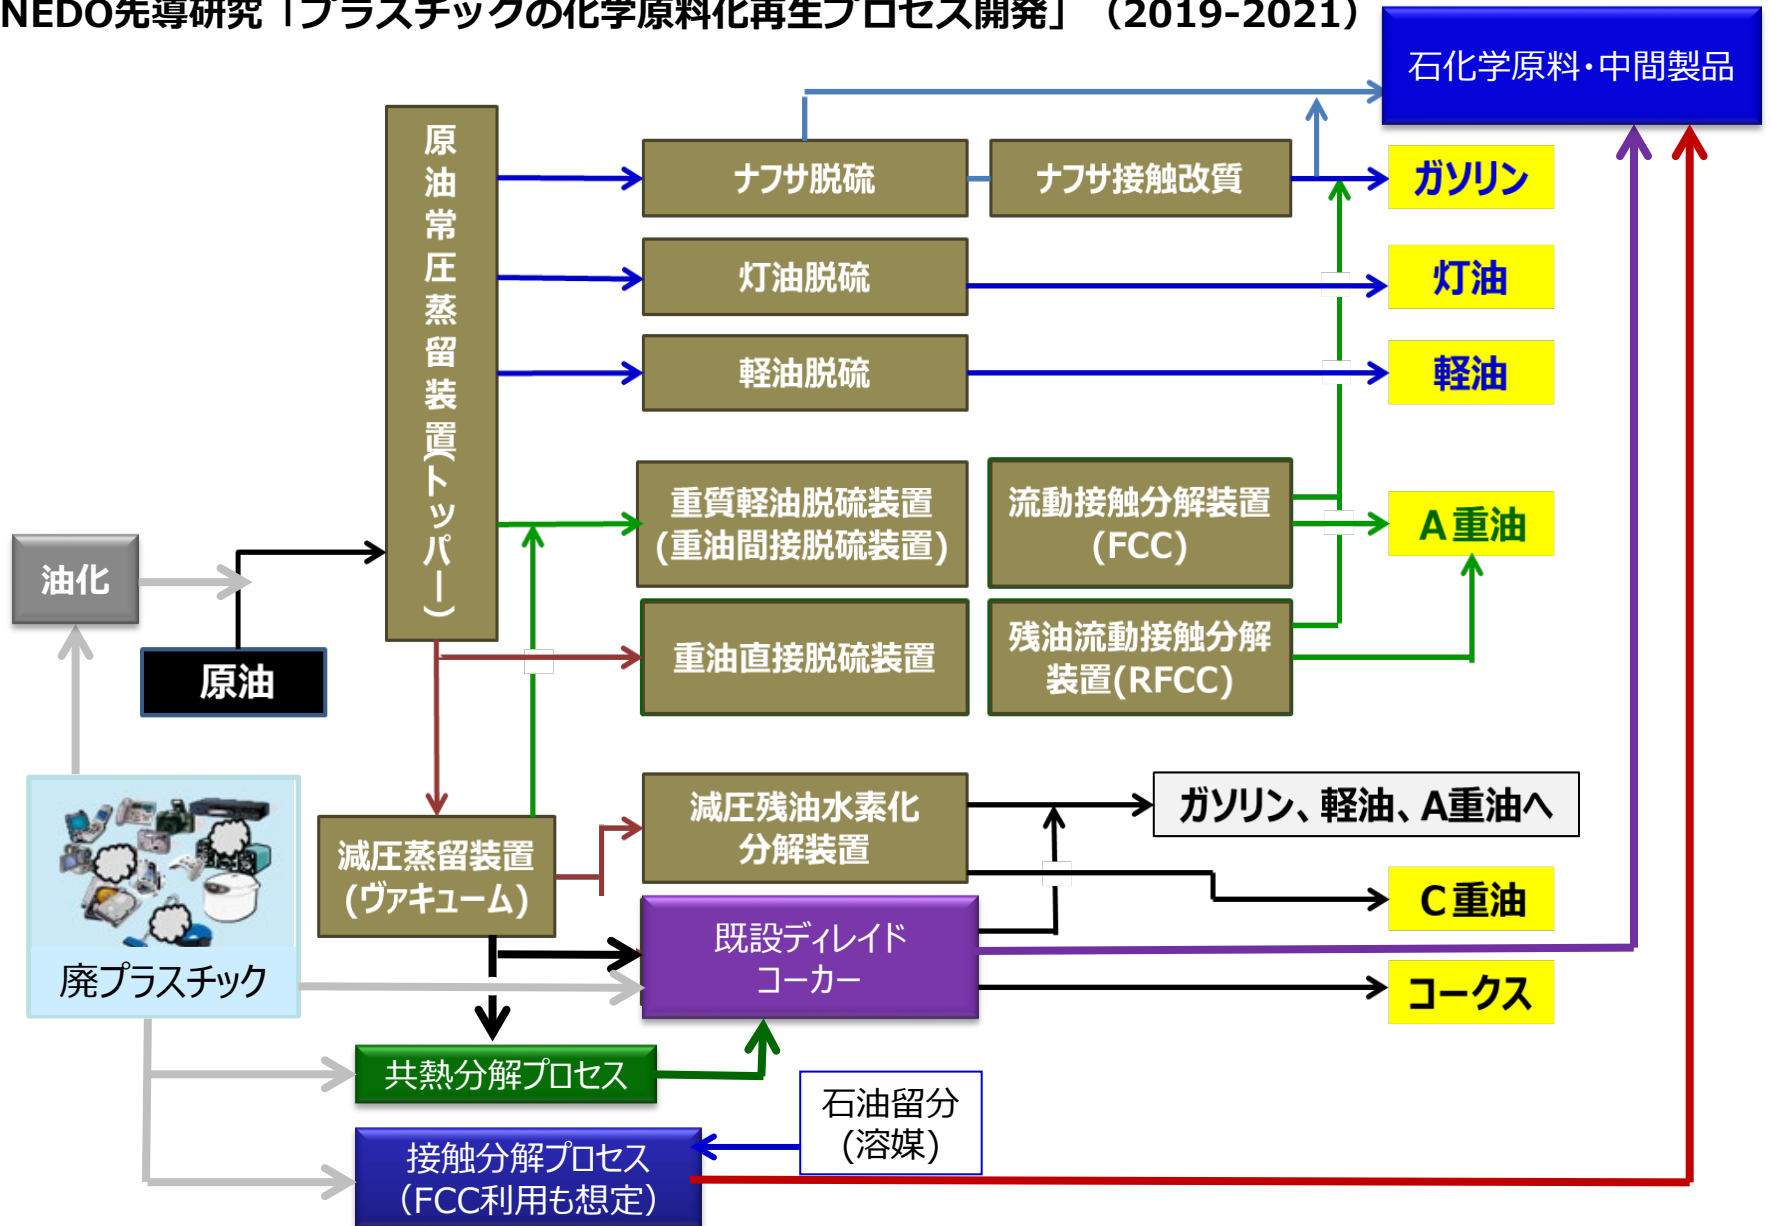 NEDO先導研究「プラスチックの化学原料化再生プロセス開発」（2019-2021）
石化学原料・中間製品
原油常圧蒸留装置(トッパー)
ナフサ脱硫
ナフサ接触改質
ガソリン
灯油脱硫
灯油
軽油脱硫
軽油
重質軽油脱硫装置
(重油間接脱硫装置)
流動接触分解装置
(FCC)
A重油
油化
原油
重油直接脱硫装置
残油流動接触分解
装置(RFCC)
減圧残油水素化
分解装置
ガソリン、軽油、A重油へ
減圧蒸留装置
(ヴァキューム)
C重油
既設ディレイド
コーカー
廃プラスチック
コークス
共熱分解プロセス
石油留分
(溶媒)
接触分解プロセス
（FCC利用も想定）